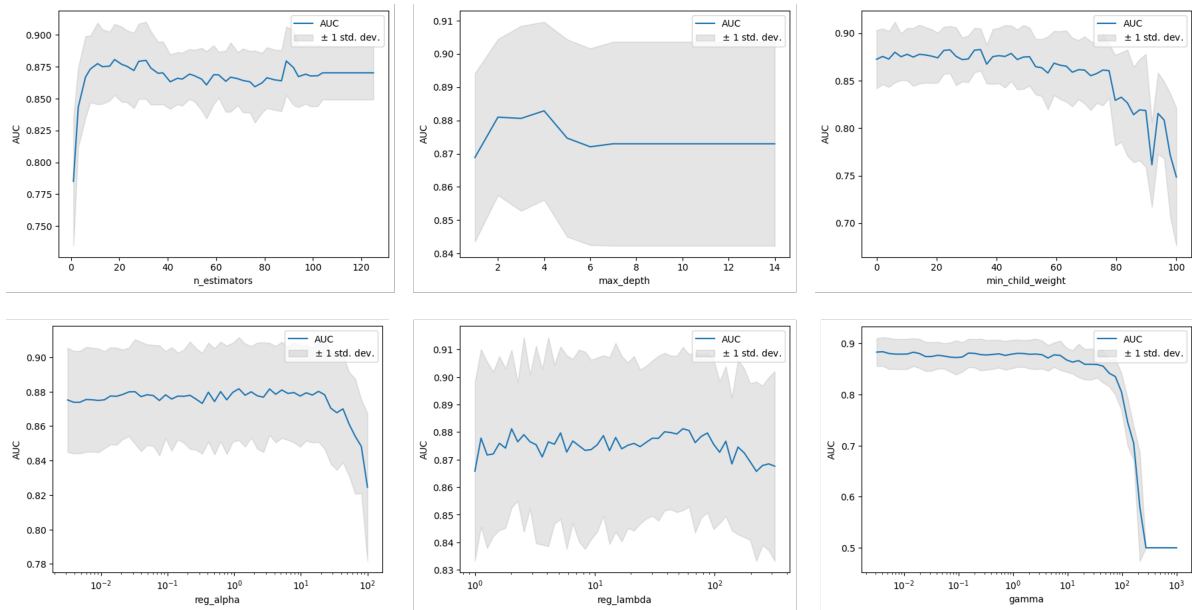 AUC
± 1 std. dev.
0.900
0.875
0.850
0.825
0.800
0.775
0.750
AUC
0 20 40 60 80 100 120
n_estimators
AUC
± 1 std. dev.
0.91
0.90
0.89
0.88
0.87
0.86
0.85
0.84
AUC
2 4 6 8 10 12 14
max_depth
AUC
± 1 std. dev.
0.90
0.85
0.80
0.75
0.70
AUC
0 20 40 60 80 100
min_child_weight
AUC
± 1 std. dev.
0.90
0.88
0.86
0.84
0.82
0.80
0.78
AUC
10⁻² 10⁻¹ 10⁰ 10¹ 10²
reg_alpha
AUC
± 1 std. dev.
0.91
0.90
0.89
0.88
0.87
0.86
0.85
0.84
0.83
AUC
10⁰ 10¹ 10²
reg_lambda
AUC
± 1 std. dev.
0.9
0.8
0.7
0.6
0.5
AUC
10⁻² 10⁻¹ 10⁰ 10¹ 10² 10³
gamma